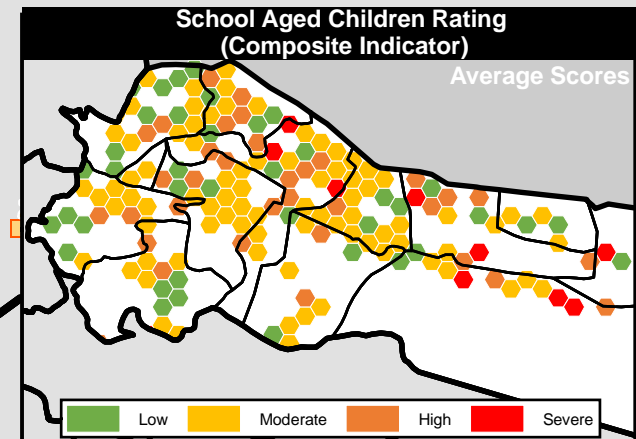 School Aged Children Rating
(Composite Indicator)
Average Scores
Low Moderate High Severe